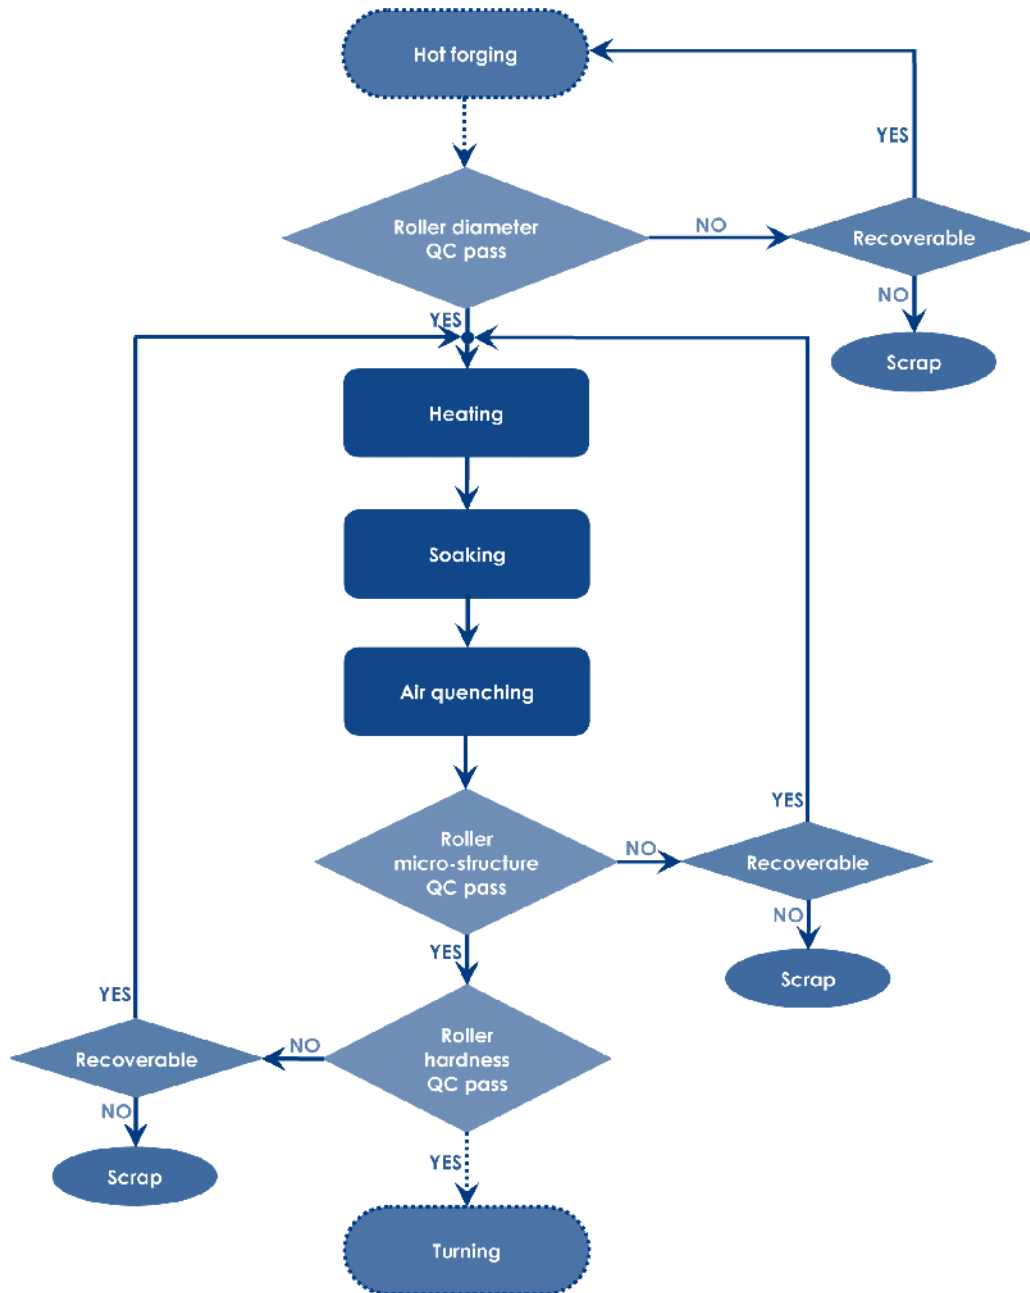 Hot forging
YES
Roller diameter
QC pass
NO
Recoverable
NO
YES
Scrap
Heating
Soaking
Air quenching
YES
Roller
micro-structure
QC pass
NO
Recoverable
NO
YES
Scrap
YES
Roller
hardness
QC pass
NO
Recoverable
NO
YES
Scrap
Turning